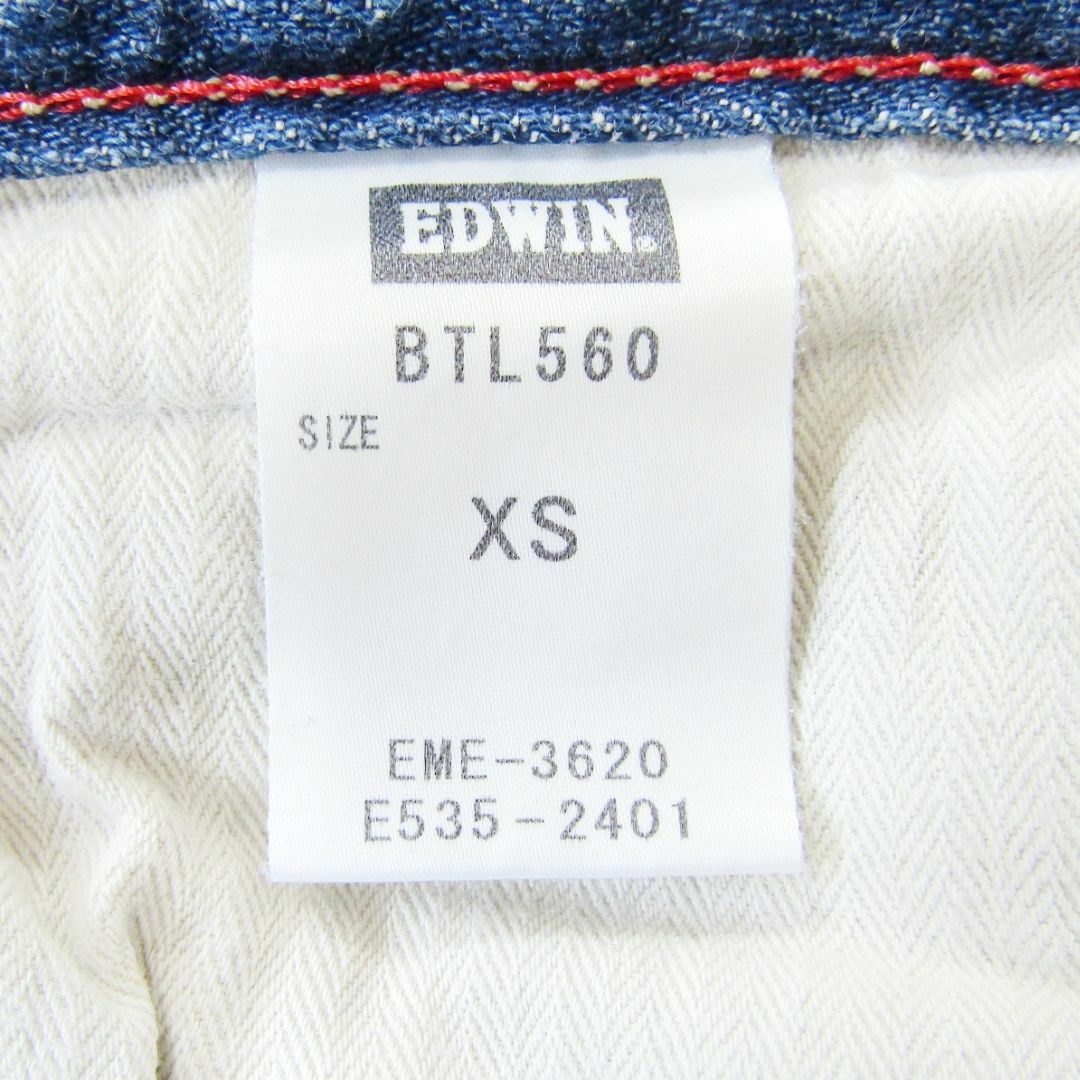 EDWIN®
BTL560
SIZE
XS
EME-3620
E535-2401